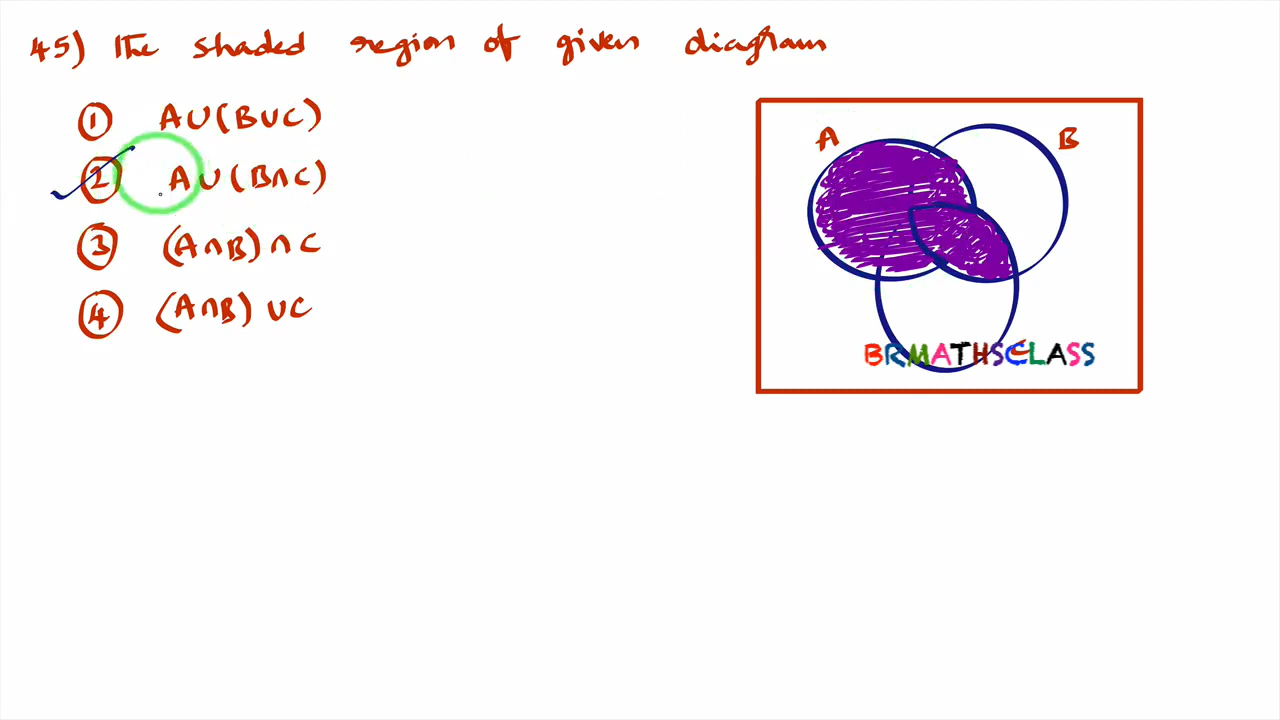 45) The shaded region of given diagram
① A∪(B∪C)
② A∪(B∩C)
③ (A∩B)∩C
④ (A∩B)∪C
A
B
BRMATHSCLASS